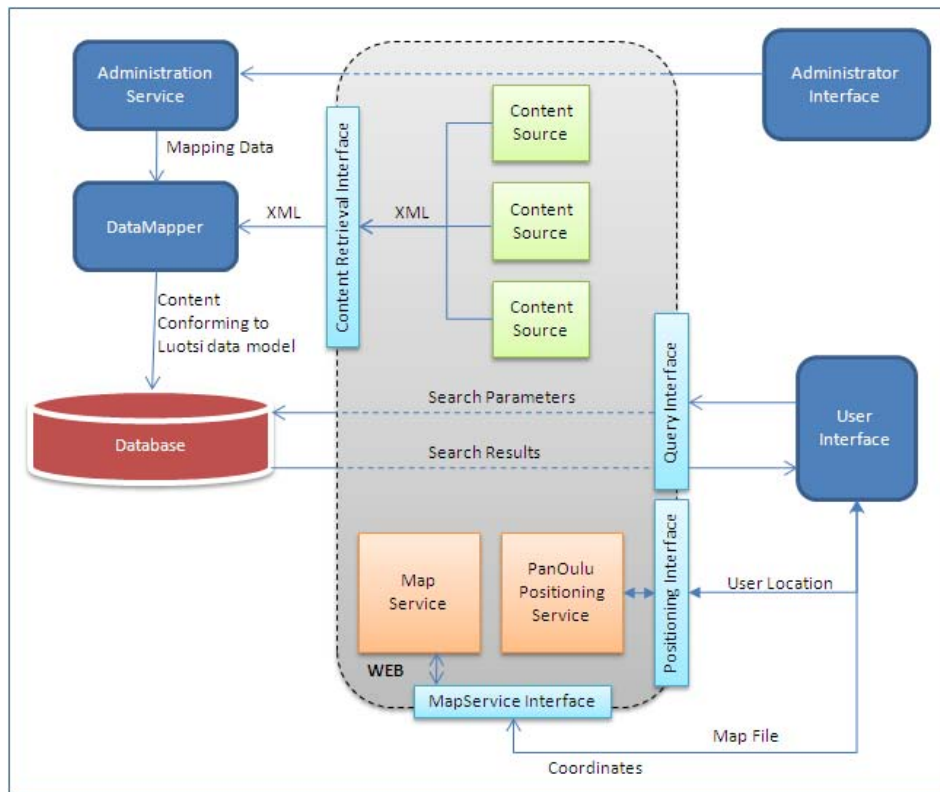 Administration
Service
Administrator
Interface
Mapping Data
Content Retrieval Interface
Content
Source
DataMapper
XML
XML
Content
Source
Content
Source
Content
Conforming to
Luotsi data model
Query Interface
Search Parameters
User
Interface
Database
Search Results
Map
Service
PanOulu
Positioning
Service
Positioning Interface
User Location
WEB
MapService Interface
Map File
Coordinates